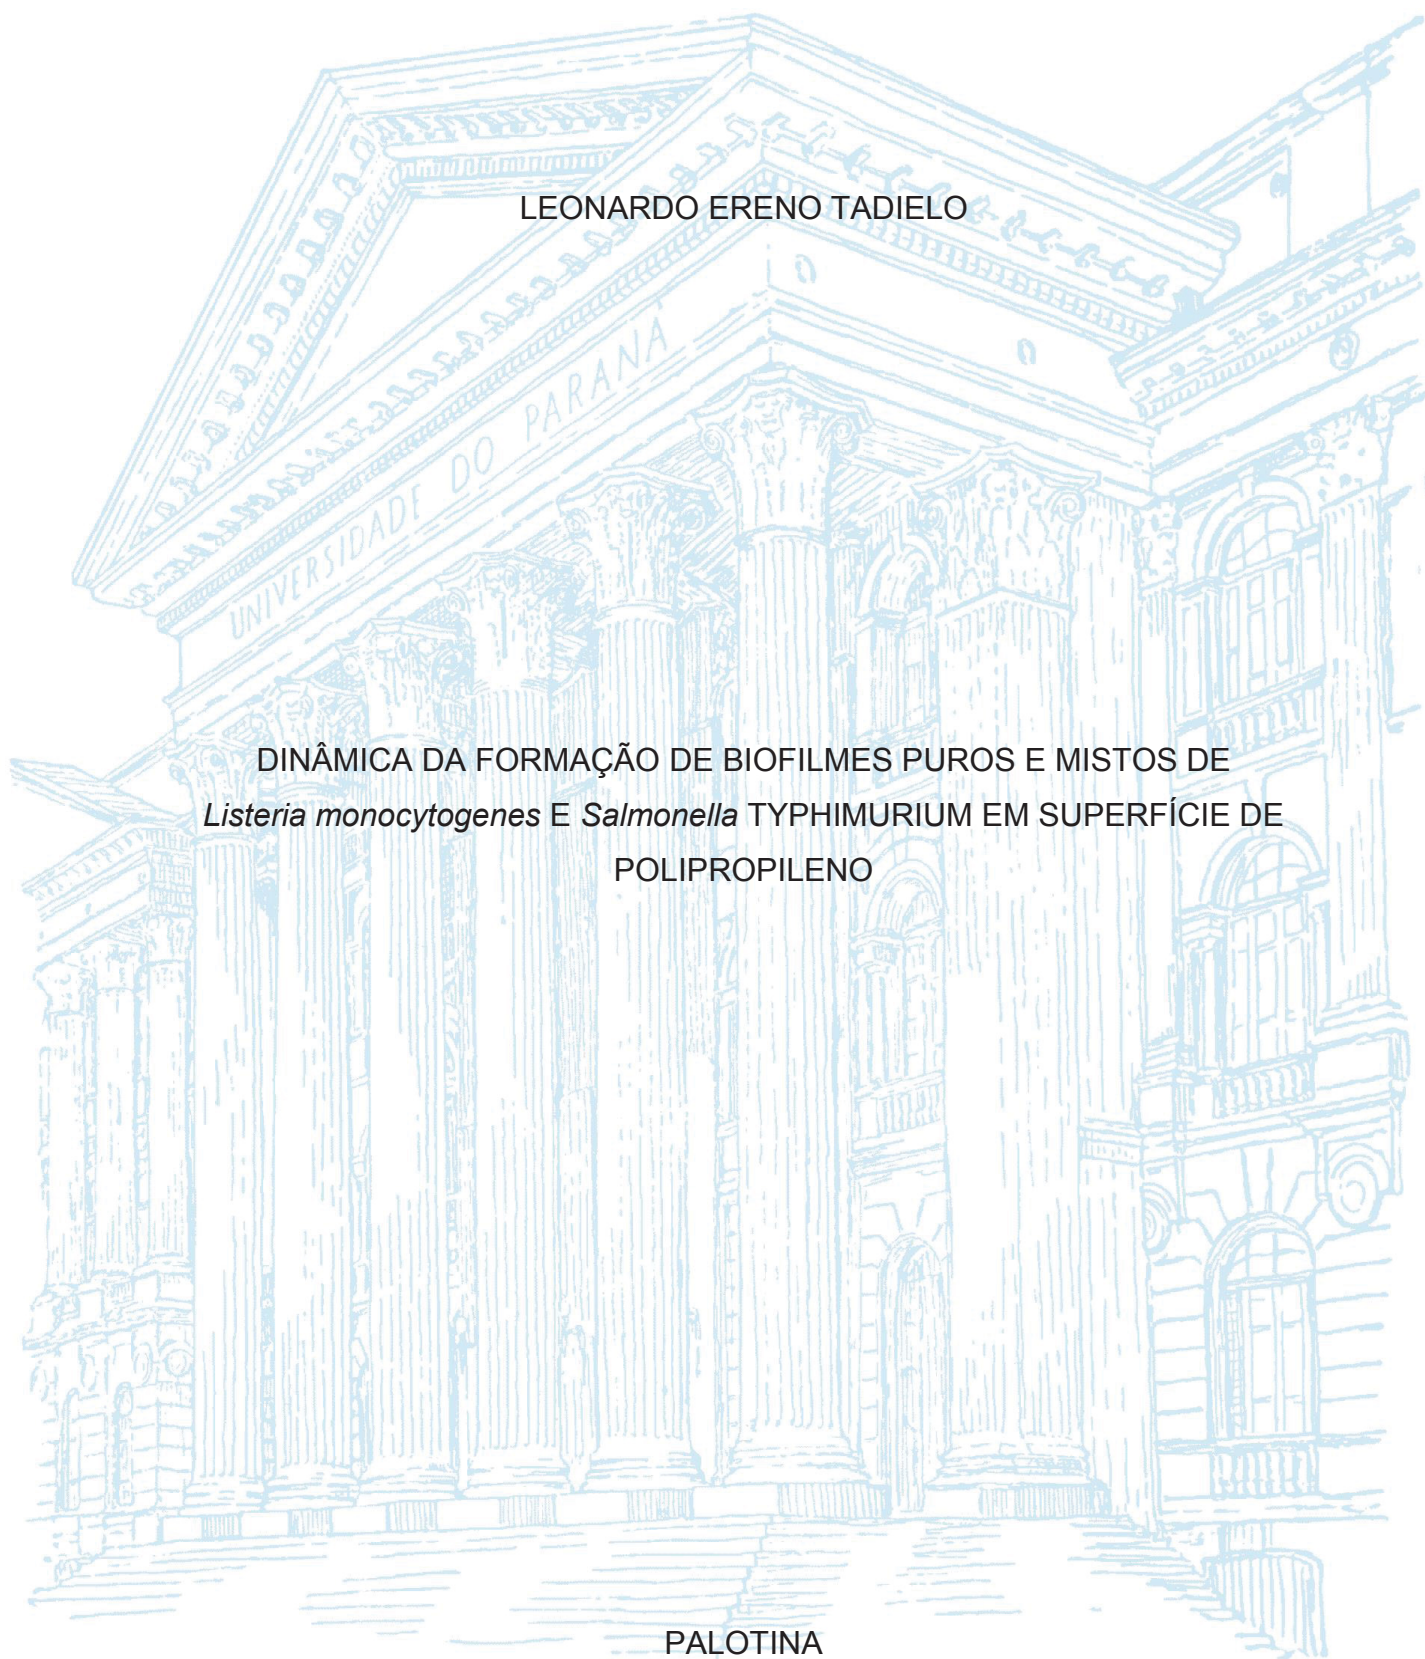 LEONARDO ERENO TADIELO
UNIVERSIDADE DO PARANÁ
DINÂMICA DA FORMAÇÃO DE BIOFILMES PUROS E MISTOS DE
Listeria monocytogenes E Salmonella TYPHIMURIUM EM SUPERFÍCIE DE
POLIPROPILENO
PALOTINA